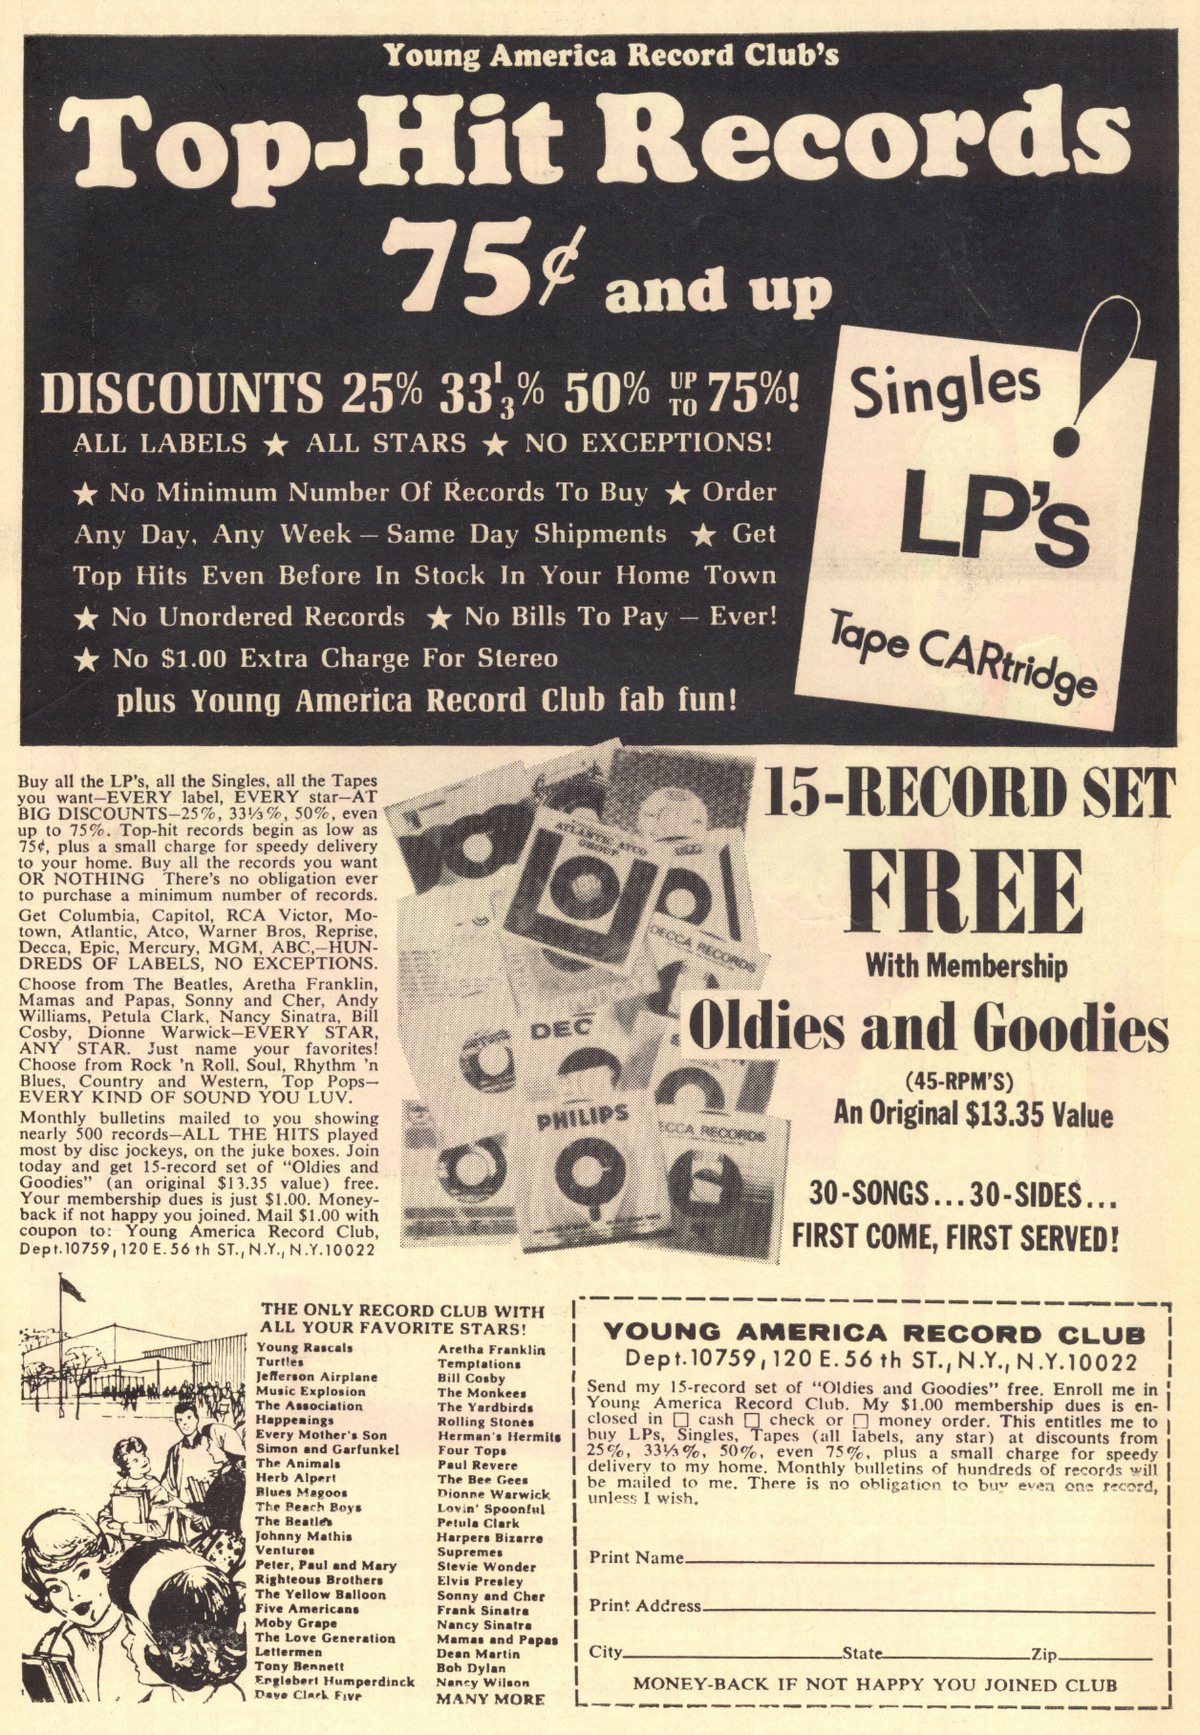 Young America Record Club's
Top-Hit Records
75¢ and up
DISCOUNTS 25% 33⅓% 50% UP TO 75%!
ALL LABELS ★ ALL STARS ★ NO EXCEPTIONS!
★ No Minimum Number Of Records To Buy ★ Order
Any Day, Any Week – Same Day Shipments ★ Get
Top Hits Even Before In Stock In Your Home Town
★ No Unordered Records ★ No Bills To Pay – Ever!
★ No $1.00 Extra Charge For Stereo
plus Young America Record Club fab fun!
Singles!
LP's
Tape CARtridge
Buy all the LP's, all the Singles, all the Tapes
you want—EVERY label, EVERY star—AT
BIG DISCOUNTS—25%, 33⅓%, 50%, even
up to 75%. Top-hit records begin as low as
75¢, plus a small charge for speedy delivery
to your home. Buy all the records you want
OR NOTHING There's no obligation ever
to purchase a minimum number of records.
Get Columbia, Capitol, RCA Victor, Mo-
town, Atlantic, Atco, Warner Bros, Reprise,
Decca, Epic, Mercury, MGM, ABC,—HUN-
DREDS OF LABELS, NO EXCEPTIONS.
Choose from The Beatles, Aretha Franklin,
Mamas and Papas, Sonny and Cher, Andy
Williams, Petula Clark, Nancy Sinatra, Bill
Cosby, Dionne Warwick—EVERY STAR,
ANY STAR. Just name your favorites!
Choose from Rock 'n Roll, Soul, Rhythm 'n
Blues, Country and Western, Top Pops—
EVERY KIND OF SOUND YOU LUV.
Monthly bulletins mailed to you showing
nearly 500 records—ALL THE HITS played
most by disc jockeys, on the juke boxes. Join
today and get 15-record set of "Oldies and
Goodies" (an original $13.35 value) free.
Your membership dues is just $1.00. Money-
back if not happy you joined. Mail $1.00 with
coupon to: Young America Record Club,
Dept.10759, 120 E. 56 th ST., N.Y., N.Y. 10022
ATLANTIC·ATCO
GROUP
DECCA RECORDS
DEC
PHILIPS
ECCA RECORDS
15-RECORD SET
FREE
With Membership
Oldies and Goodies
(45-RPM'S)
An Original $13.35 Value
30-SONGS...30-SIDES...
FIRST COME, FIRST SERVED!
THE ONLY RECORD CLUB WITH
ALL YOUR FAVORITE STARS!
Young Rascals
Turtles
Jefferson Airplane
Music Explosion
The Association
Happenings
Every Mother's Son
Simon and Garfunkel
The Animals
Herb Alpert
Blues Magoos
The Beach Boys
The Beatles
Johnny Mathis
Ventures
Peter, Paul and Mary
Righteous Brothers
The Yellow Balloon
Five Americans
Moby Grape
The Love Generation
Lettermen
Tony Bennett
Englebert Humperdinck
Dave Clark Five
Aretha Franklin
Temptations
Bill Cosby
The Monkees
The Yardbirds
Rolling Stones
Herman's Hermits
Four Tops
Paul Revere
The Bee Gees
Dionne Warwick
Lovin' Spoonful
Petula Clark
Harpers Bizarre
Supremes
Stevie Wonder
Elvis Presley
Sonny and Cher
Frank Sinatra
Nancy Sinatra
Mamas and Papas
Dean Martin
Bob Dylan
Nancy Wilson
MANY MORE
YOUNG AMERICA RECORD CLUB
Dept.10759, 120 E. 56 th ST., N.Y., N.Y.10022
Send my 15-record set of "Oldies and Goodies" free. Enroll me in
Young America Record Club. My $1.00 membership dues is en-
closed in ☐ cash ☐ check or ☐ money order. This entitles me to
buy LPs, Singles, Tapes (all labels, any star) at discounts from
25%, 33⅓%, 50%, even 75%, plus a small charge for speedy
delivery to my home. Monthly bulletins of hundreds of records will
be mailed to me. There is no obligation to buy even one record,
unless I wish.
Print Name
Print Address
City State Zip
MONEY-BACK IF NOT HAPPY YOU JOINED CLUB